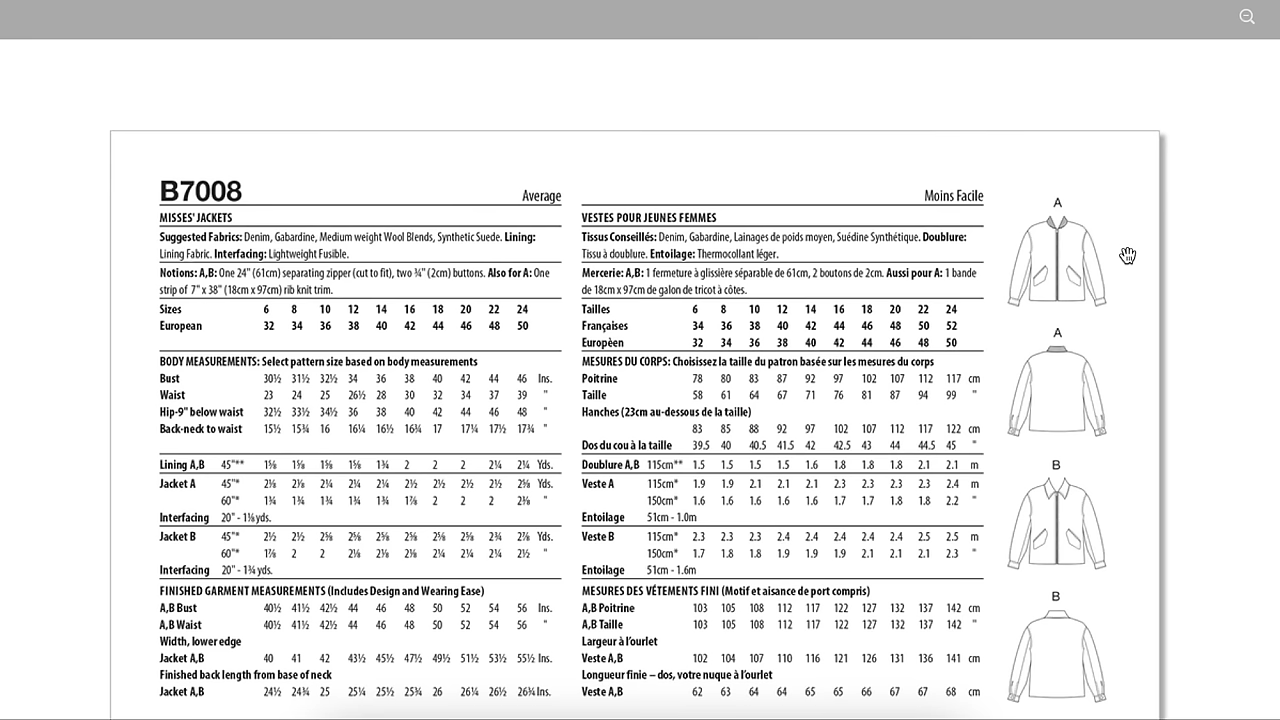 B7008 Average
MISSES' JACKETS
Suggested Fabrics: Denim, Gabardine, Medium weight Wool Blends, Synthetic Suede. Lining:
Lining Fabric. Interfacing: Lightweight Fusible.
Notions: A,B: One 24" (61cm) separating zipper (cut to fit), two ¾" (2cm) buttons. Also for A: One
strip of 7" x 38" (18cm x 97cm) rib knit trim.
Sizes 6 8 10 12 14 16 18 20 22 24
European 32 34 36 38 40 42 44 46 48 50
BODY MEASUREMENTS: Select pattern size based on body measurements
Bust 30½ 31½ 32½ 34 36 38 40 42 44 46 Ins.
Waist 23 24 25 26½ 28 30 32 34 37 39 "
Hip-9" below waist 32½ 33½ 34½ 36 38 40 42 44 46 48 "
Back-neck to waist 15½ 15¾ 16 16¼ 16½ 16¾ 17 17¼ 17½ 17¾ "
Lining A,B 45"** 1⅝ 1⅝ 1⅝ 1⅝ 1¾ 2 2 2 2¼ 2¼ Yds.
Jacket A 45"* 2⅛ 2⅛ 2¼ 2¼ 2¼ 2½ 2½ 2½ 2½ 2⅝ Yds.
60"* 1¾ 1¾ 1¾ 1¾ 1¾ 1⅞ 2 2 2 2⅜ "
Interfacing 20" - 1⅛ yds.
Jacket B 45"* 2½ 2½ 2⅝ 2⅝ 2⅝ 2⅝ 2⅝ 2⅝ 2¾ 2⅞ Yds.
60"* 1⅞ 2 2 2⅛ 2⅛ 2⅛ 2¼ 2¼ 2¼ 2½ "
Interfacing 20" - 1¾ yds.
FINISHED GARMENT MEASUREMENTS (Includes Design and Wearing Ease)
A,B Bust 40½ 41½ 42½ 44 46 48 50 52 54 56 Ins.
A,B Waist 40½ 41½ 42½ 44 46 48 50 52 54 56 "
Width, lower edge
Jacket A,B 40 41 42 43½ 45½ 47½ 49½ 51½ 53½ 55½ Ins.
Finished back length from base of neck
Jacket A,B 24½ 24¾ 25 25¼ 25½ 25¾ 26 26¼ 26½ 26¾ Ins.
Moins Facile
VESTES POUR JEUNES FEMMES
Tissus Conseillés: Denim, Gabardine, Lainages de poids moyen, Suédine Synthétique. Doublure:
Tissu à doublure. Entoilage: Thermocollant léger.
Mercerie: A,B: 1 fermeture à glissière séparable de 61cm, 2 boutons de 2cm. Aussi pour A: 1 bande
de 18cm x 97cm de galon de tricot à côtes.
Tailles 6 8 10 12 14 16 18 20 22 24
Françaises 34 36 38 40 42 44 46 48 50 52
Europèen 32 34 36 38 40 42 44 46 48 50
MESURES DU CORPS: Choisissez la taille du patron basée sur les mesures du corps
Poitrine 78 80 83 87 92 97 102 107 112 117 cm
Taille 58 61 64 67 71 76 81 87 94 99 "
Hanches (23cm au-dessous de la taille)
83 85 88 92 97 102 107 112 117 122 cm
Dos du cou à la taille 39.5 40 40.5 41.5 42 42.5 43 44 44.5 45 "
Doublure A,B 115cm** 1.5 1.5 1.5 1.5 1.6 1.8 1.8 1.8 2.1 2.1 m
Veste A 115cm* 1.9 1.9 2.1 2.1 2.1 2.3 2.3 2.3 2.3 2.4 m
150cm* 1.6 1.6 1.6 1.6 1.6 1.7 1.7 1.8 1.8 2.2 "
Entoilage 51cm - 1.0m
Veste B 115cm* 2.3 2.3 2.3 2.4 2.4 2.4 2.4 2.4 2.5 2.5 m
150cm* 1.7 1.8 1.8 1.9 1.9 1.9 2.1 2.1 2.1 2.3 "
Entoilage 51cm - 1.6m
MESURES DES VÉTEMENTS FINI (Motif et aisance de port compris)
A,B Poitrine 103 105 108 112 117 122 127 132 137 142 cm
A,B Taille 103 105 108 112 117 122 127 132 137 142 "
Largeur à l'ourlet
Veste A,B 102 104 107 110 116 121 126 131 136 141 cm
Longueur finie – dos, votre nuque à l'ourlet
Veste A,B 62 63 64 64 65 65 66 67 67 68 cm
A
A
B
B